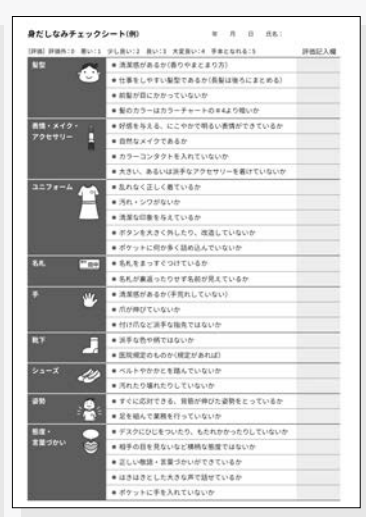 身だしなみチェックシート(例)
年 月 日 氏名:
[評価] 評価外:0 悪い:1 少し良い:2 良い:3 大変良い:4 手本となれる:5
評価記入欄
髪型
★ 清潔感があるか(香りやまとまり方)
★ 仕事をしやすい髪型であるか(長髪は後ろにまとめる)
★ 前髪が目にかかっていないか
★ 髪のカラーはカラーチャートの#4より暗いか
表情・メイク・
アクセサリー
★ 好感を与える、にこやかで明るい表情ができているか
★ 自然なメイクであるか
★ カラーコンタクトを入れていないか
★ 大きい、あるいは派手なアクセサリーを着けていないか
ユニフォーム
★ 乱れなく正しく着ているか
★ 汚れ・シワがないか
★ 清潔な印象を与えているか
★ ボタンを大きく外したり、改造していないか
★ ポケットに何か多く詰め込んでいないか
名札
★ 名札をまっすぐつけているか
★ 名札が裏返ったりせず名前が見えているか
手
★ 清潔感があるか(手荒れしていない)
★ 爪が伸びていないか
★ 付け爪など派手な指先ではないか
靴下
★ 派手な色や柄ではないか
★ 医院規定のものか(規定があれば)
シューズ
★ ベルトやかかとを踏んでいないか
★ 汚れたり壊れたりしていないか
姿勢
★ すぐに応対できる、背筋が伸びた姿勢をとっているか
★ 足を組んで業務を行っていないか
態度・
言葉づかい
★ デスクにひじをついたり、もたれかかったりしていないか
★ 相手の目を見ないなど横柄な態度ではないか
★ 正しい敬語・言葉づかいができているか
★ はきはきとした大きな声で話せているか
★ ポケットに手を入れていないか